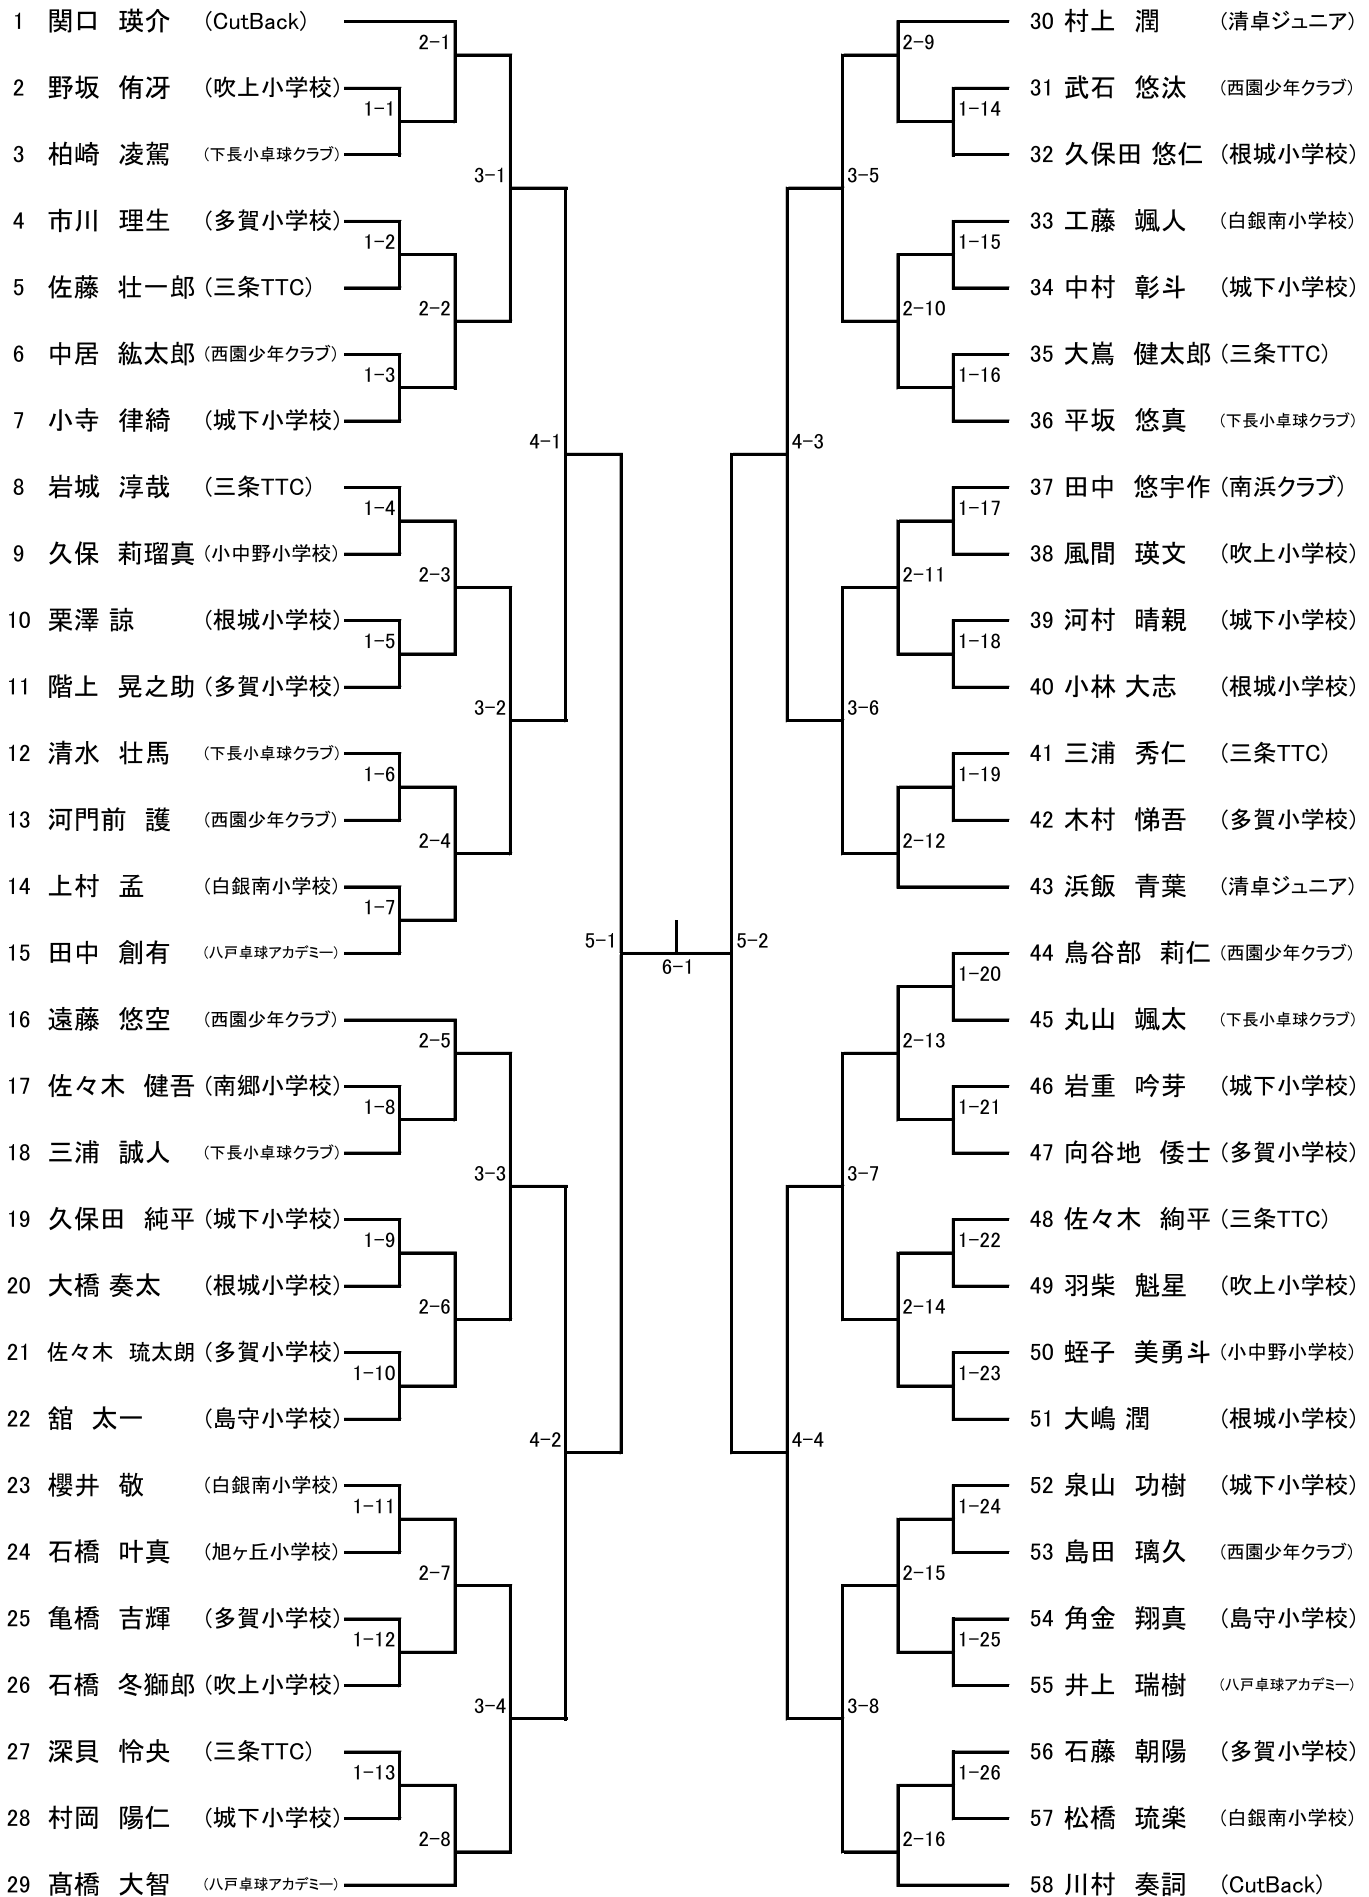 1 関口 瑛介 (CutBack)
2-1
2 野坂 侑冴 (吹上小学校)
1-1
3 柏崎 凌駕 (下長小卓球クラブ)
3-1
4 市川 理生 (多賀小学校)
1-2
5 佐藤 壮一郎 (三条TTC)
2-2
6 中居 紘太郎 (西園少年クラブ)
1-3
7 小寺 律綺 (城下小学校)
4-1
8 岩城 淳哉 (三条TTC)
1-4
9 久保 莉瑠真 (小中野小学校)
2-3
10 栗澤 諒 (根城小学校)
1-5
11 階上 晃之助 (多賀小学校)
3-2
12 清水 壮馬 (下長小卓球クラブ)
1-6
13 河門前 護 (西園少年クラブ)
2-4
14 上村 孟 (白銀南小学校)
1-7
15 田中 創有 (八戸卓球アカデミー)
5-1
16 遠藤 悠空 (西園少年クラブ)
2-5
17 佐々木 健吾 (南郷小学校)
1-8
18 三浦 誠人 (下長小卓球クラブ)
3-3
19 久保田 純平 (城下小学校)
1-9
20 大橋 奏太 (根城小学校)
2-6
21 佐々木 琉太朗 (多賀小学校)
1-10
22 舘 太一 (島守小学校)
4-2
23 櫻井 敬 (白銀南小学校)
1-11
24 石橋 叶真 (旭ヶ丘小学校)
2-7
25 亀橋 吉輝 (多賀小学校)
1-12
26 石橋 冬獅郎 (吹上小学校)
3-4
27 深貝 怜央 (三条TTC)
1-13
28 村岡 陽仁 (城下小学校)
2-8
29 髙橋 大智 (八戸卓球アカデミー)
6-1
30 村上 潤 (清卓ジュニア)
2-9
31 武石 悠汰 (西園少年クラブ)
1-14
32 久保田 悠仁 (根城小学校)
3-5
33 工藤 颯人 (白銀南小学校)
1-15
34 中村 彰斗 (城下小学校)
2-10
35 大嶌 健太郎 (三条TTC)
1-16
36 平坂 悠真 (下長小卓球クラブ)
4-3
37 田中 悠宇作 (南浜クラブ)
1-17
38 風間 瑛文 (吹上小学校)
2-11
39 河村 晴親 (城下小学校)
1-18
40 小林 大志 (根城小学校)
3-6
41 三浦 秀仁 (三条TTC)
1-19
42 木村 悌吾 (多賀小学校)
2-12
43 浜飯 青葉 (清卓ジュニア)
5-2
44 鳥谷部 莉仁 (西園少年クラブ)
1-20
45 丸山 颯太 (下長小卓球クラブ)
2-13
46 岩重 吟芽 (城下小学校)
1-21
47 向谷地 倭士 (多賀小学校)
3-7
48 佐々木 絢平 (三条TTC)
1-22
49 羽柴 魁星 (吹上小学校)
2-14
50 蛭子 美勇斗 (小中野小学校)
1-23
51 大嶋 潤 (根城小学校)
4-4
52 泉山 功樹 (城下小学校)
1-24
53 島田 璃久 (西園少年クラブ)
2-15
54 角金 翔真 (島守小学校)
1-25
55 井上 瑞樹 (八戸卓球アカデミー)
3-8
56 石藤 朝陽 (多賀小学校)
1-26
57 松橋 琉楽 (白銀南小学校)
2-16
58 川村 奏詞 (CutBack)